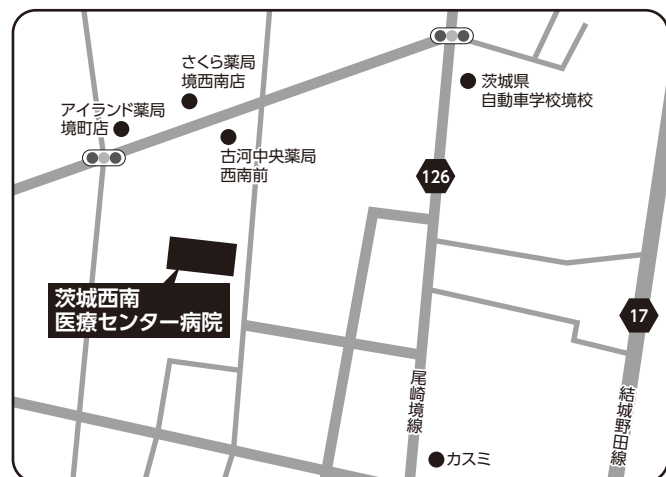 さくら薬局
境西南店
アイランド薬局
境町店
古河中央薬局
西南前
茨城県
自動車学校境校
126
茨城西南
医療センター病院
17
尾崎境線
結城野田線
カスミ